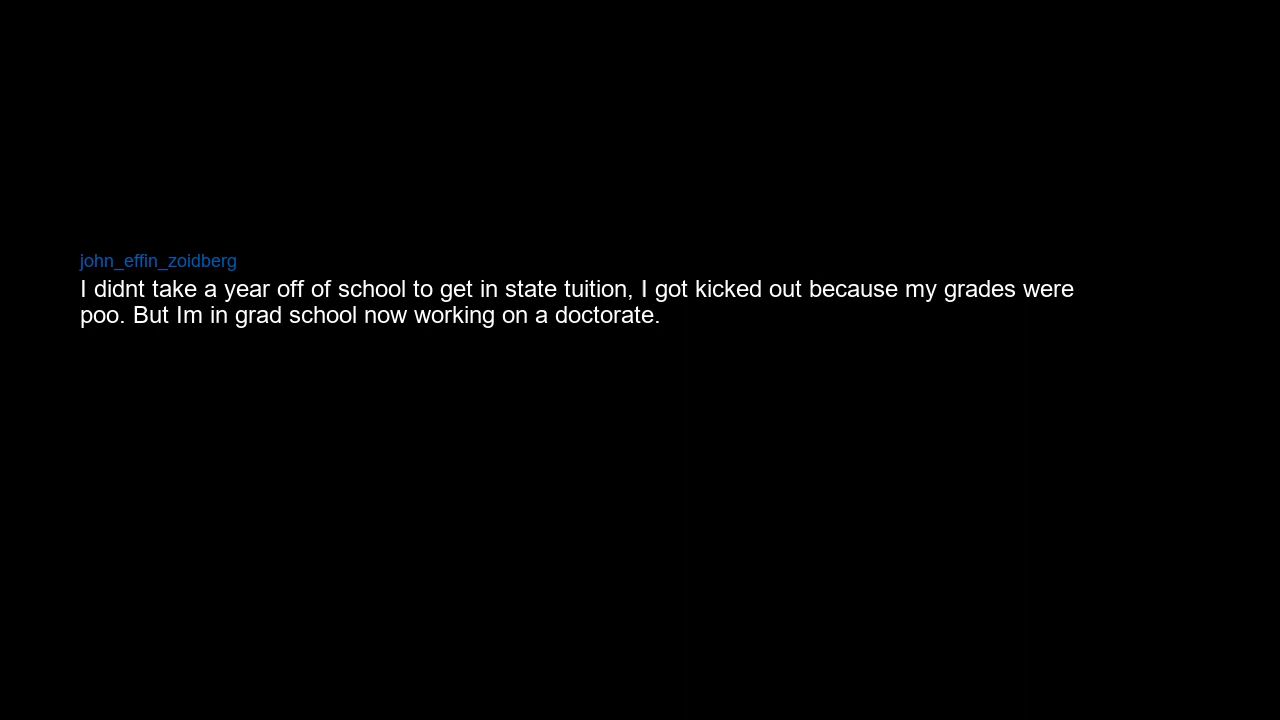 john_effin_zoidberg
I didnt take a year off of school to get in state tuition, I got kicked out because my grades were
poo. But Im in grad school now working on a doctorate.